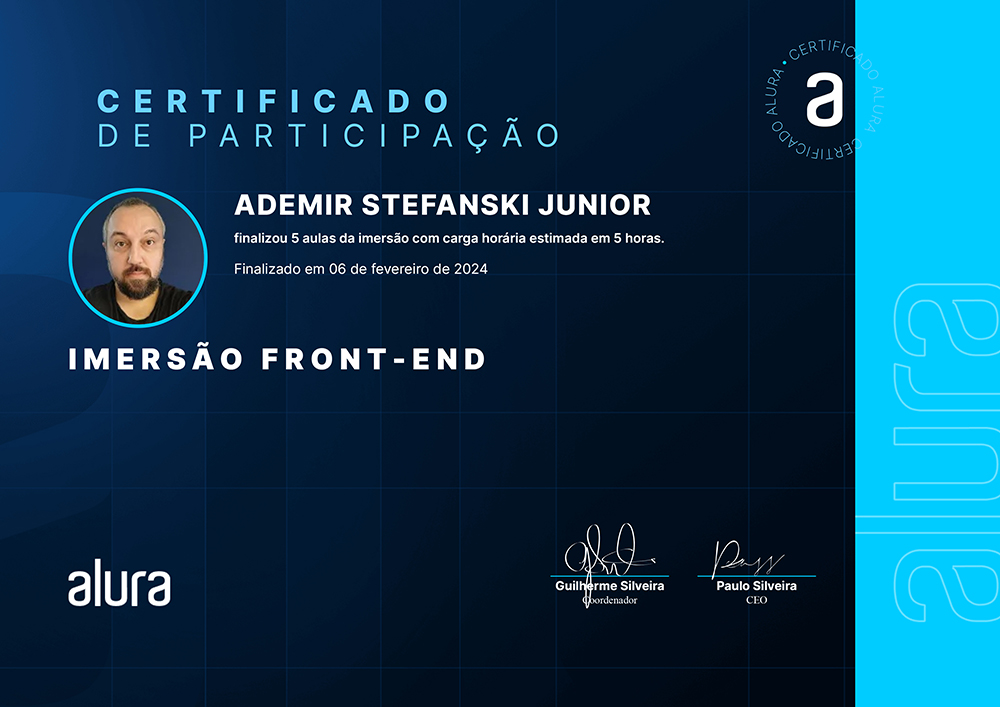 CERTIFICADO
DE PARTICIPAÇÃO
CERTIFICADO ALURA • CERTIFICADO ALURA
a
ADEMIR STEFANSKI JUNIOR
finalizou 5 aulas da imersão com carga horária estimada em 5 horas.
Finalizado em 06 de fevereiro de 2024
IMERSÃO FRONT-END
alura
Guilherme Silveira
Coordenador
Paulo Silveira
CEO
alura